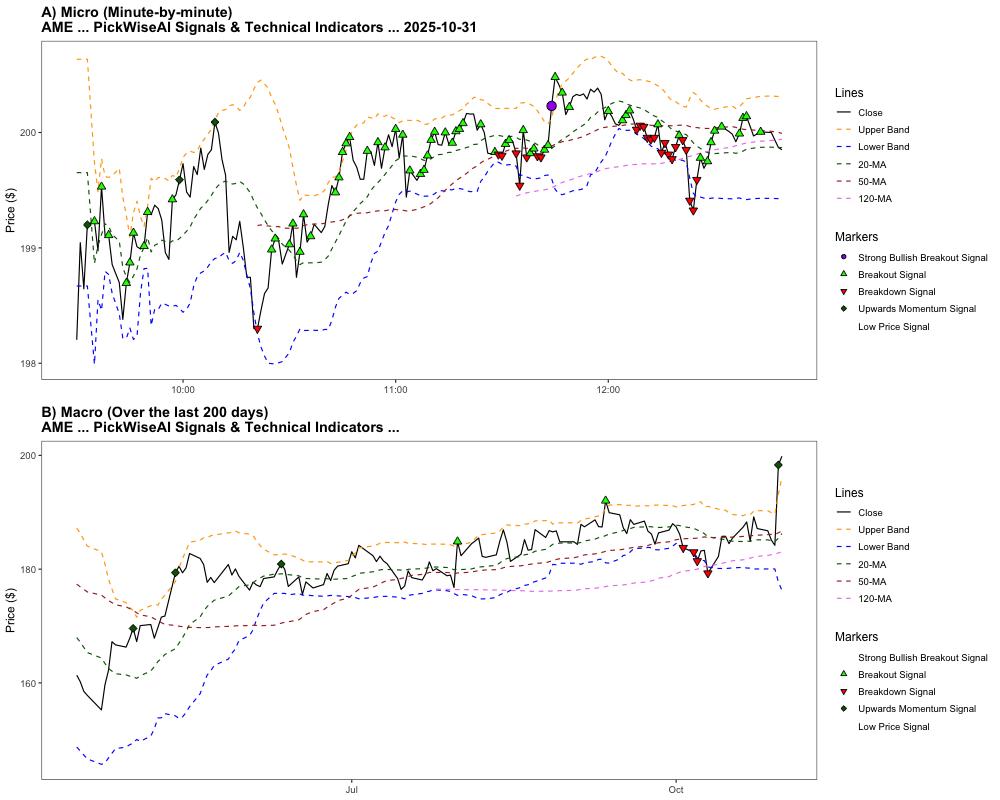 A) Micro (Minute-by-minute)
AME ... PickWiseAI Signals & Technical Indicators ... 2025-10-31
Price ($)
200
199
198
10:00
11:00
12:00
Lines
Close
Upper Band
Lower Band
20-MA
50-MA
120-MA
Markers
Strong Bullish Breakout Signal
Breakout Signal
Breakdown Signal
Upwards Momentum Signal
Low Price Signal
B) Macro (Over the last 200 days)
AME ... PickWiseAI Signals & Technical Indicators ...
Price ($)
200
180
160
Jul
Oct
Lines
Close
Upper Band
Lower Band
20-MA
50-MA
120-MA
Markers
Strong Bullish Breakout Signal
Breakout Signal
Breakdown Signal
Upwards Momentum Signal
Low Price Signal